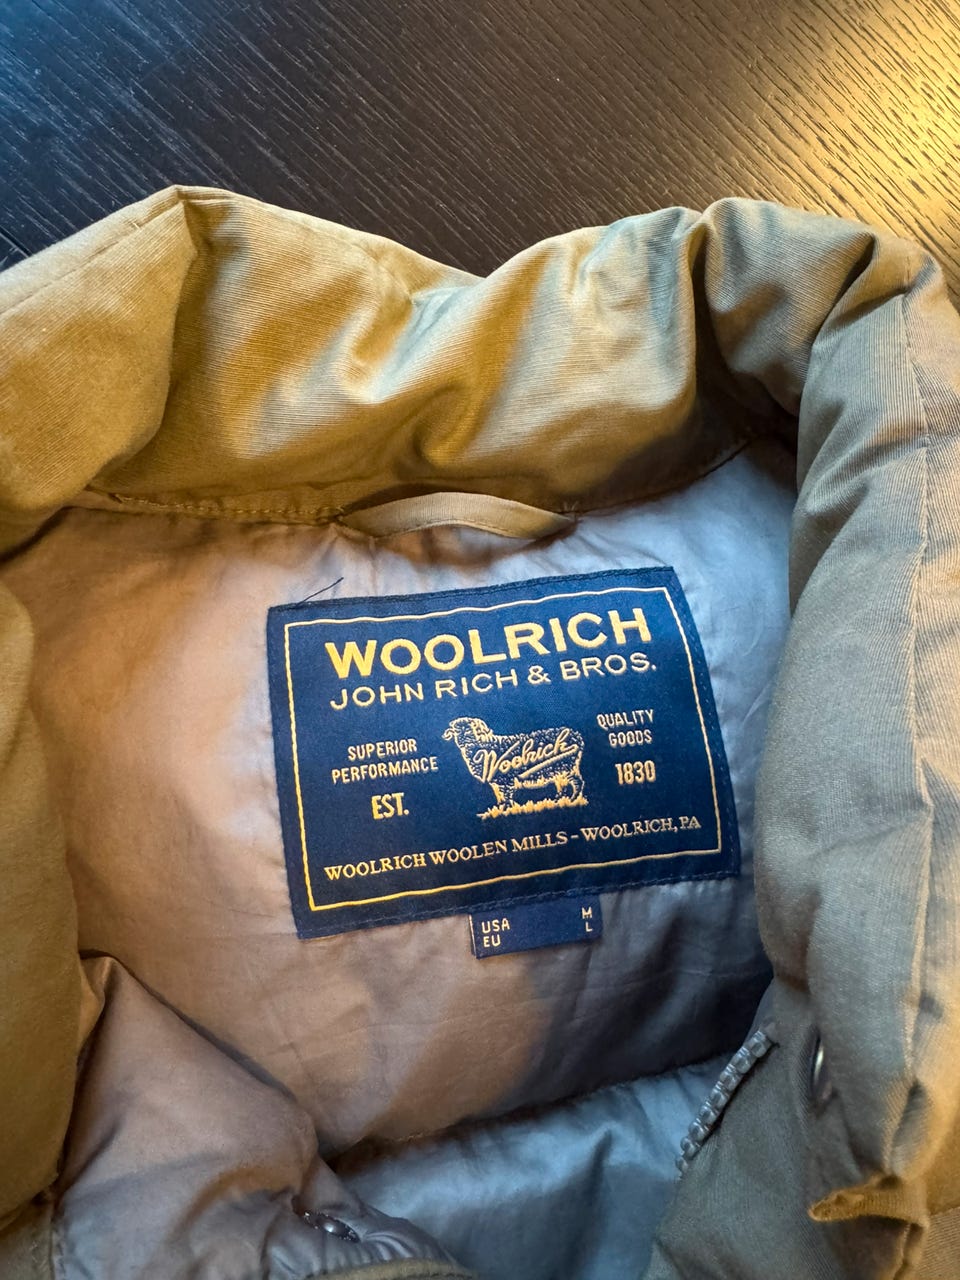 WOOLRICH
JOHN RICH & BROS.
SUPERIOR
PERFORMANCE
EST.
Woolrich
QUALITY
GOODS
1830
WOOLRICH WOOLEN MILLS - WOOLRICH, PA
USA M
EU L